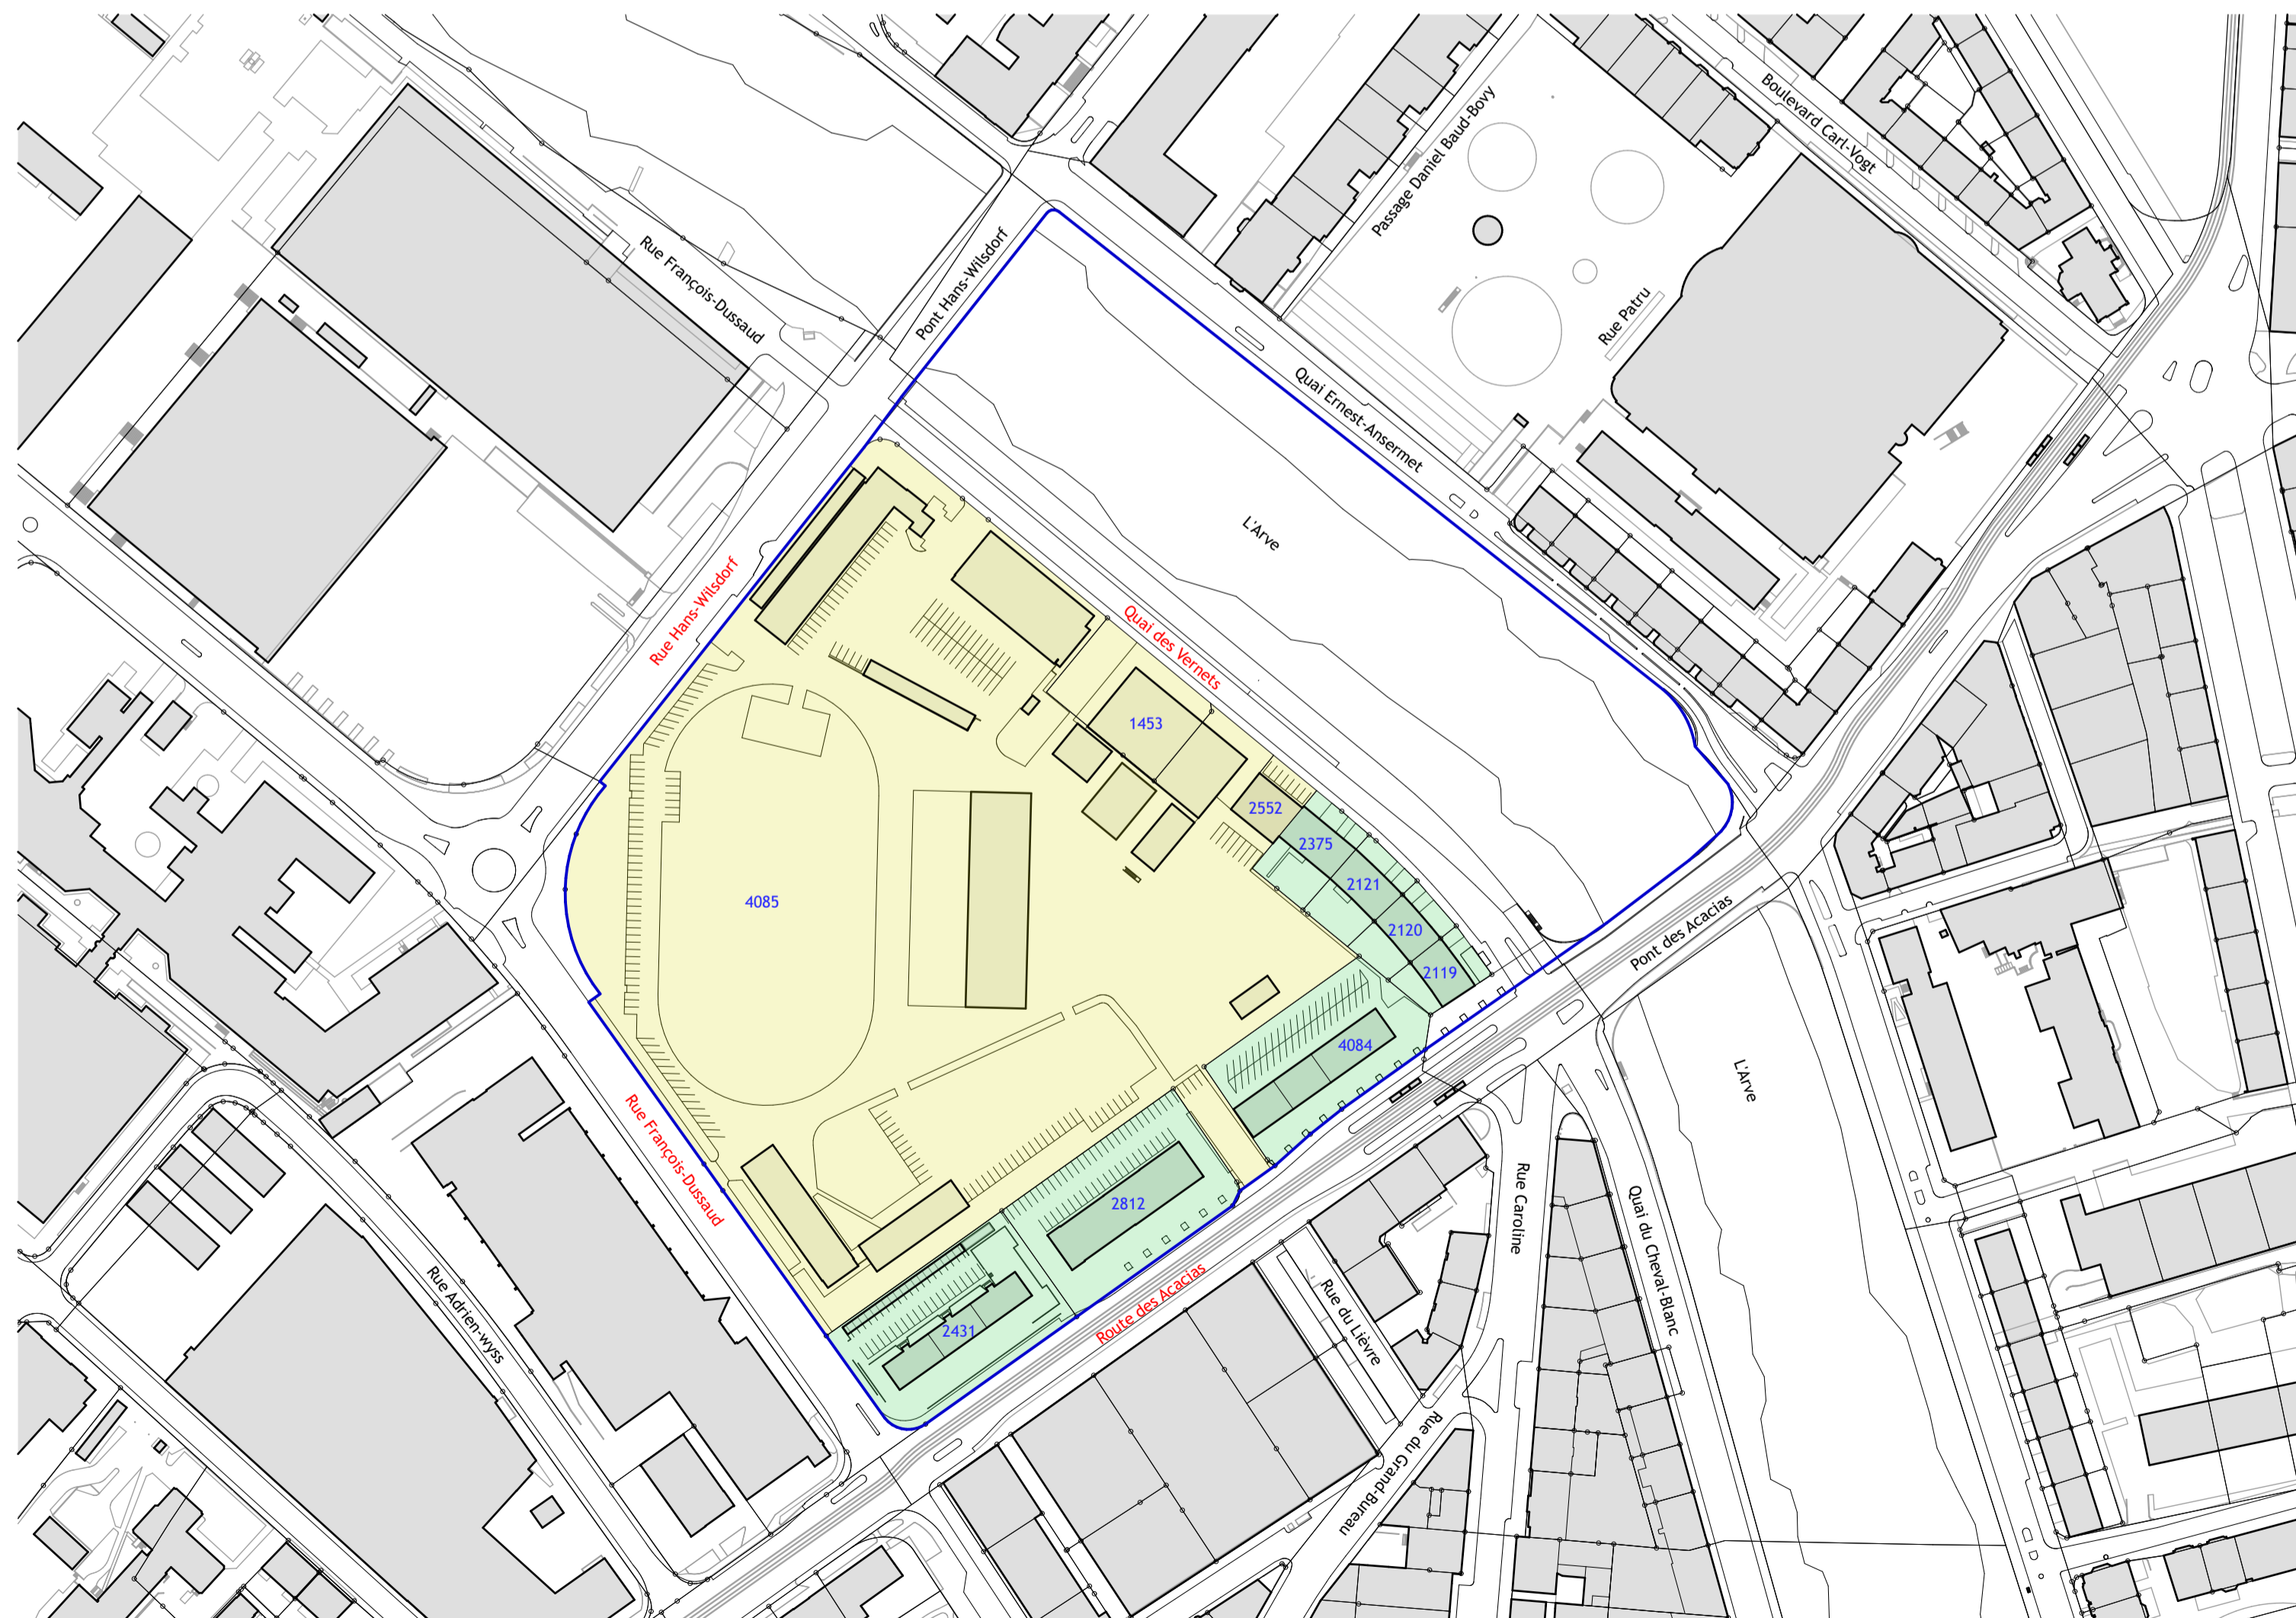 Boulevard Carl-Vogt
Passage Daniel Baud-Bovy
Rue François-Dussaud
Pont Hans-Wilsdorf
Rue Patru
Quai Ernest-Ansermet
L'Arve
Rue Hans-Wilsdorf
Quai des Vernets
1453
2552
2375
2121
4085
2120
2119
Pont des Acacias
4084
L'Arve
Rue François-Dussaud
2812
Rue Caroline
Quai du Cheval-Blanc
Route des Acacias
Rue du Lièvre
Rue Adrien-wyss
2431
Rue du Grand-Bureau